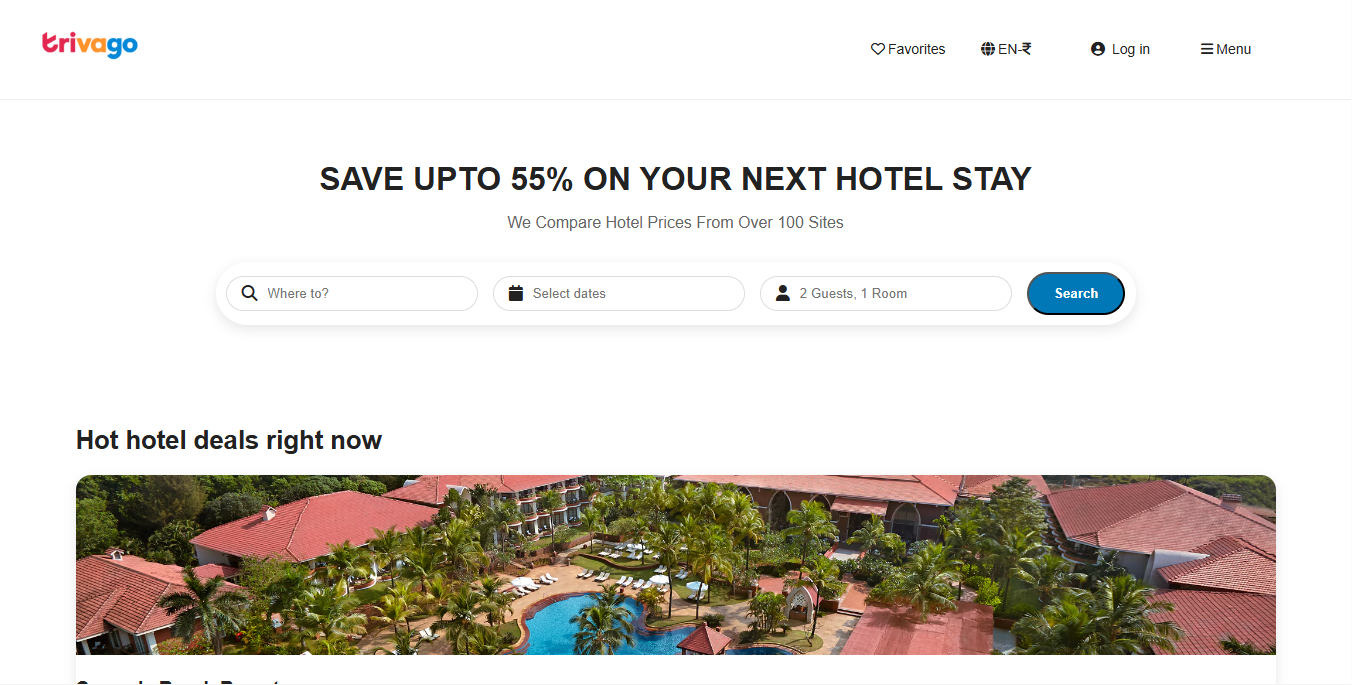 trivago
Favorites
EN-₹
Log in
Menu
SAVE UPTO 55% ON YOUR NEXT HOTEL STAY
We Compare Hotel Prices From Over 100 Sites
Where to?
Select dates
2 Guests, 1 Room
Search
Hot hotel deals right now